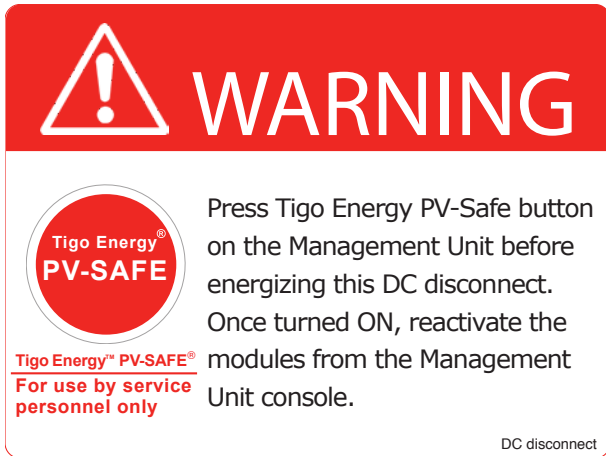 WARNING
Tigo Energy®
PV-SAFE
Tigo Energy™ PV-SAFE®
For use by service
personnel only
Press Tigo Energy PV-Safe button
on the Management Unit before
energizing this DC disconnect.
Once turned ON, reactivate the
modules from the Management
Unit console.
DC disconnect